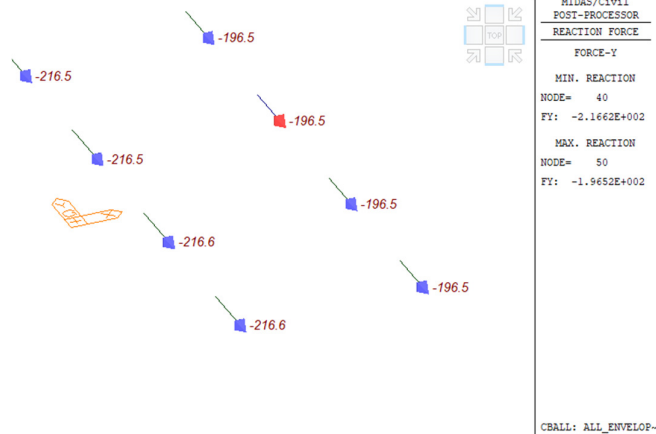 -196.5
-216.5
-196.5
-216.5
-196.5
-216.6
-196.5
-216.6
TOP
MIDAS/Civil
POST-PROCESSOR
REACTION FORCE
FORCE-Y
MIN. REACTION
NODE= 40
FY: -2.1662E+002
MAX. REACTION
NODE= 50
FY: -1.9652E+002
CBALL: ALL_ENVELOP~